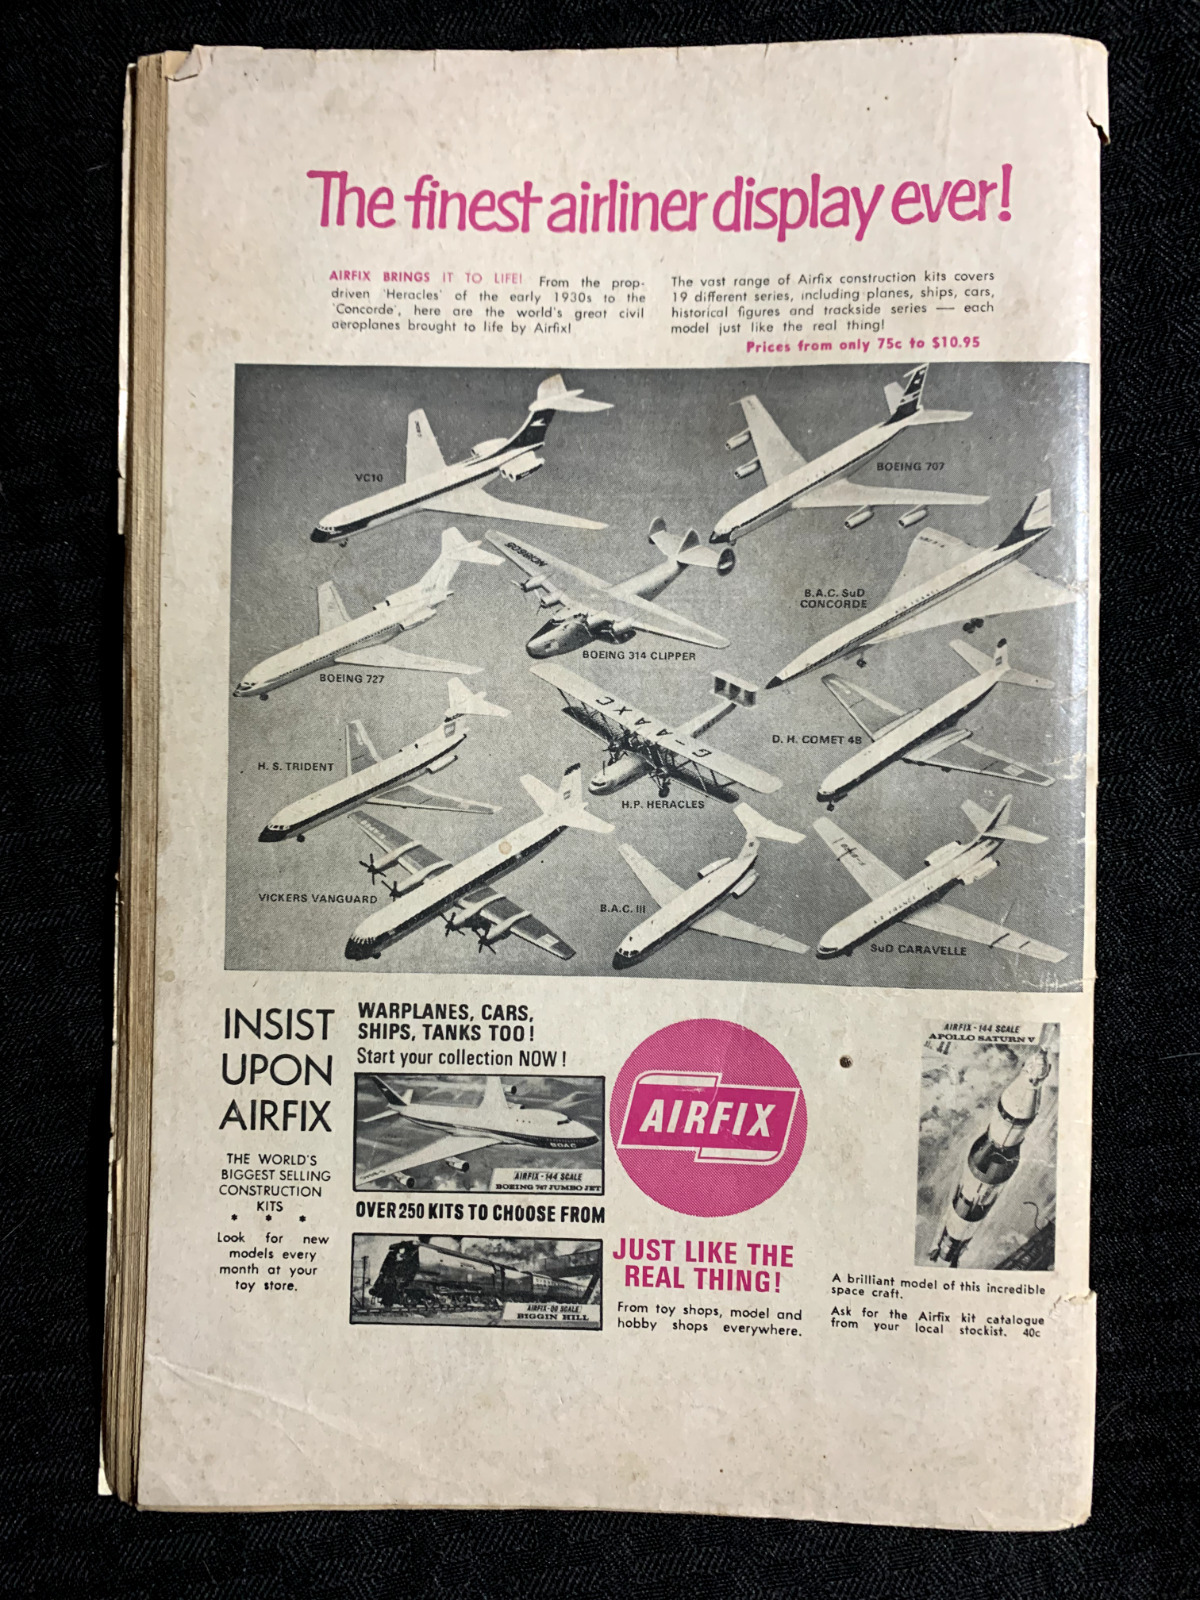 The finest airliner display ever!
AIRFIX BRINGS IT TO LIFE! From the prop-
driven 'Heracles' of the early 1930s to the
'Concorde', here are the world's great civil
aeroplanes brought to life by Airfix!
The vast range of Airfix construction kits covers
19 different series, including planes, ships, cars,
historical figures and trackside series — each
model just like the real thing!
Prices from only 75c to $10.95
VC10
BOEING 707
B.A.C. SuD
CONCORDE
BOEING 314 CLIPPER
BOEING 727
D. H. COMET 4B
H. S. TRIDENT
G-AAXC
H.P. HERACLES
VICKERS VANGUARD
B.A.C. III
SuD CARAVELLE
INSIST
UPON
AIRFIX
THE WORLD'S
BIGGEST SELLING
CONSTRUCTION
KITS
* * *
Look for new
models every
month at your
toy store.
WARPLANES, CARS,
SHIPS, TANKS TOO!
Start your collection NOW!
BOAC
AIRFIX-144 SCALE
BOEING 747 JUMBO JET
OVER 250 KITS TO CHOOSE FROM
AIRFIX-00 SCALE
BIGGIN HILL
AIRFIX
JUST LIKE THE
REAL THING!
From toy shops, model and
hobby shops everywhere.
AIRFIX-144 SCALE
APOLLO SATURN V
A brilliant model of this incredible
space craft.
Ask for the Airfix kit catalogue
from your local stockist. 40c